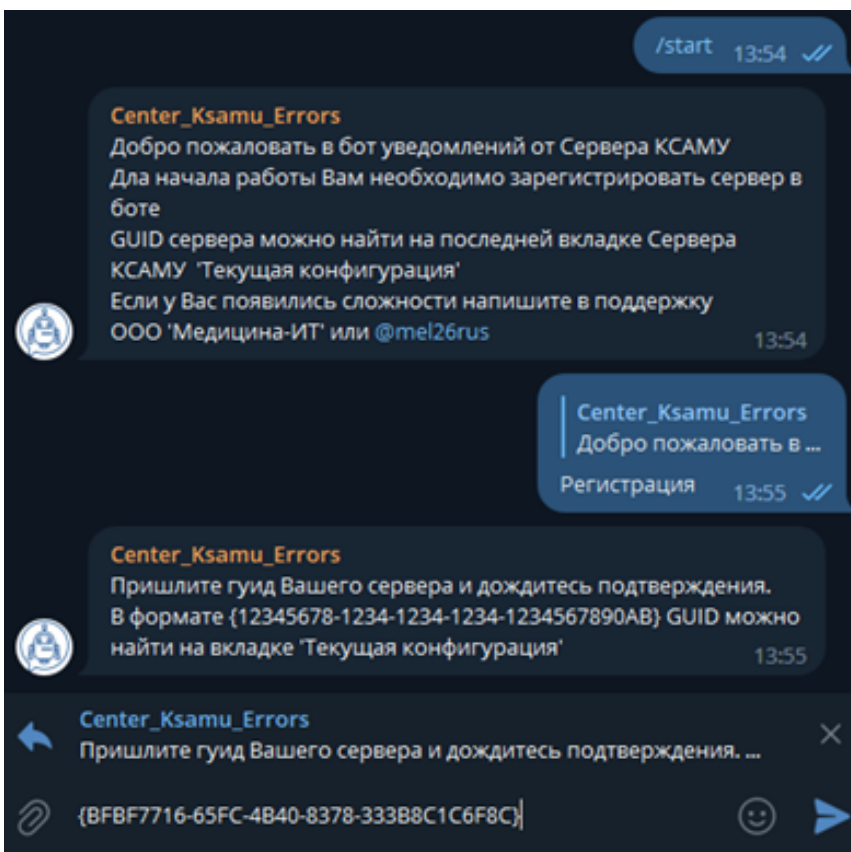 /start 13:54
Center_Ksamu_Errors
Добро пожаловать в бот уведомлений от Сервера КСАМУ
Дла начала работы Вам необходимо зарегистрировать сервер в
боте
GUID сервера можно найти на последней вкладке Сервера
КСАМУ 'Текущая конфигурация'
Если у Вас появились сложности напишите в поддержку
ООО 'Медицина-ИТ' или @mel26rus
13:54
Center_Ksamu_Errors
Добро пожаловать в ...
Регистрация 13:55
Center_Ksamu_Errors
Пришлите гуид Вашего сервера и дождитесь подтверждения.
В формате {12345678-1234-1234-1234-1234567890AB} GUID можно
найти на вкладке 'Текущая конфигурация'
13:55
Center_Ksamu_Errors
Пришлите гуид Вашего сервера и дождитесь подтверждения. ...
{BFBF7716-65FC-4B40-8378-333B8C1C6F8C}